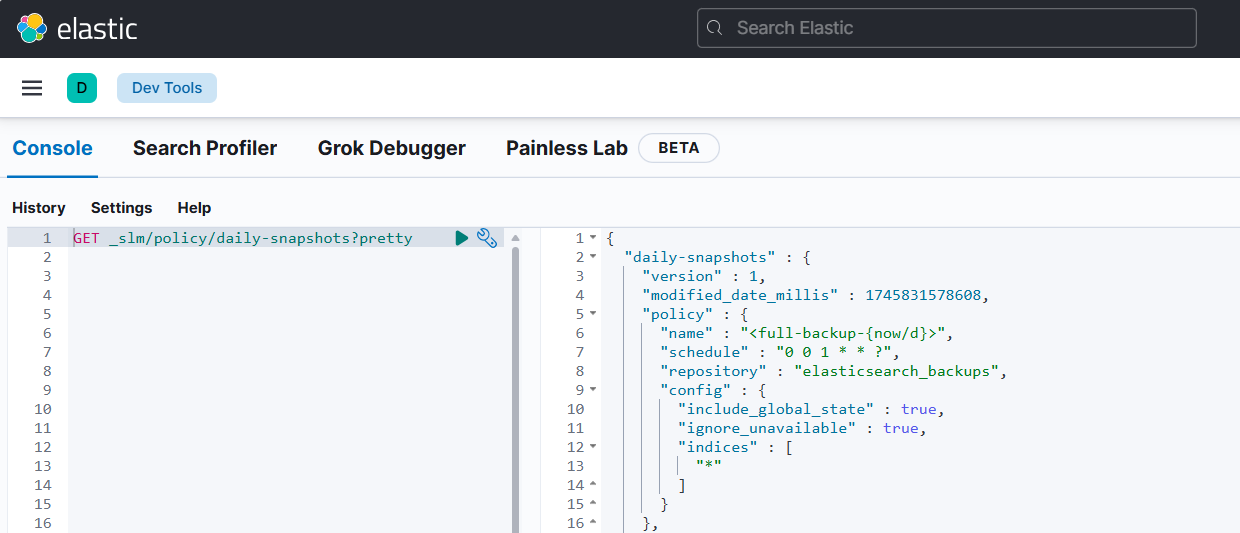 elastic
Search Elastic
D
Dev Tools
Console Search Profiler Grok Debugger Painless Lab BETA
History Settings Help
1 GET _slm/policy/daily-snapshots?pretty
2
3
4
5
6
7
8
9
10
11
12
13
14
15
16
1 {
2 "daily-snapshots" : {
3 "version" : 1,
4 "modified_date_millis" : 1745831578608,
5 "policy" : {
6 "name" : "<full-backup-{now/d}>",
7 "schedule" : "0 0 1 * * ?",
8 "repository" : "elasticsearch_backups",
9 "config" : {
10 "include_global_state" : true,
11 "ignore_unavailable" : true,
12 "indices" : [
13 "*"
14 ]
15 }
16 },